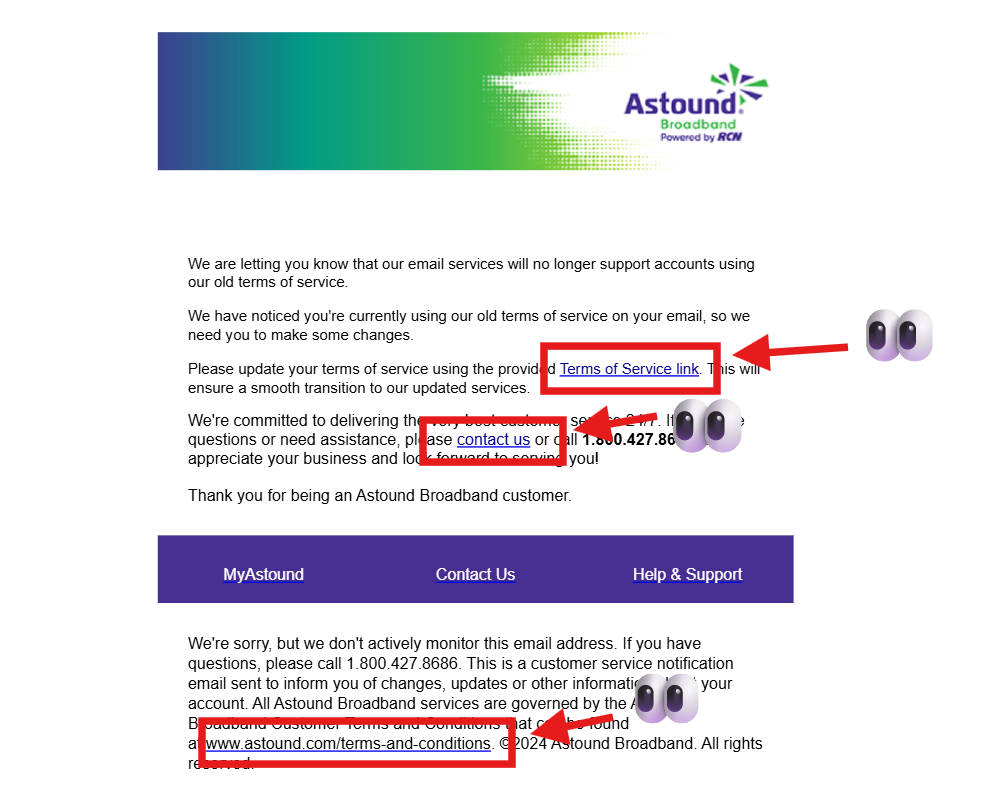 Astound
Broadband
Powered by RCN
We are letting you know that our email services will no longer support accounts using
our old terms of service.
We have noticed you're currently using our old terms of service on your email, so we
need you to make some changes.
Please update your terms of service using the provided Terms of Service link. This will
ensure a smooth transition to our updated services.
We're committed to delivering the very best customer service 24/7. If
questions or need assistance, please contact us or call 1.800.427.86
appreciate your business and look forward to serving you!
Thank you for being an Astound Broadband customer.
MyAstound Contact Us Help & Support
We're sorry, but we don't actively monitor this email address. If you have
questions, please call 1.800.427.8686. This is a customer service notification
email sent to inform you of changes, updates or other information your
account. All Astound Broadband services are governed by the
Broadband Customer Terms and Conditions that can be found
at www.astound.com/terms-and-conditions. ©2024 Astound Broadband. All rights
reserved.